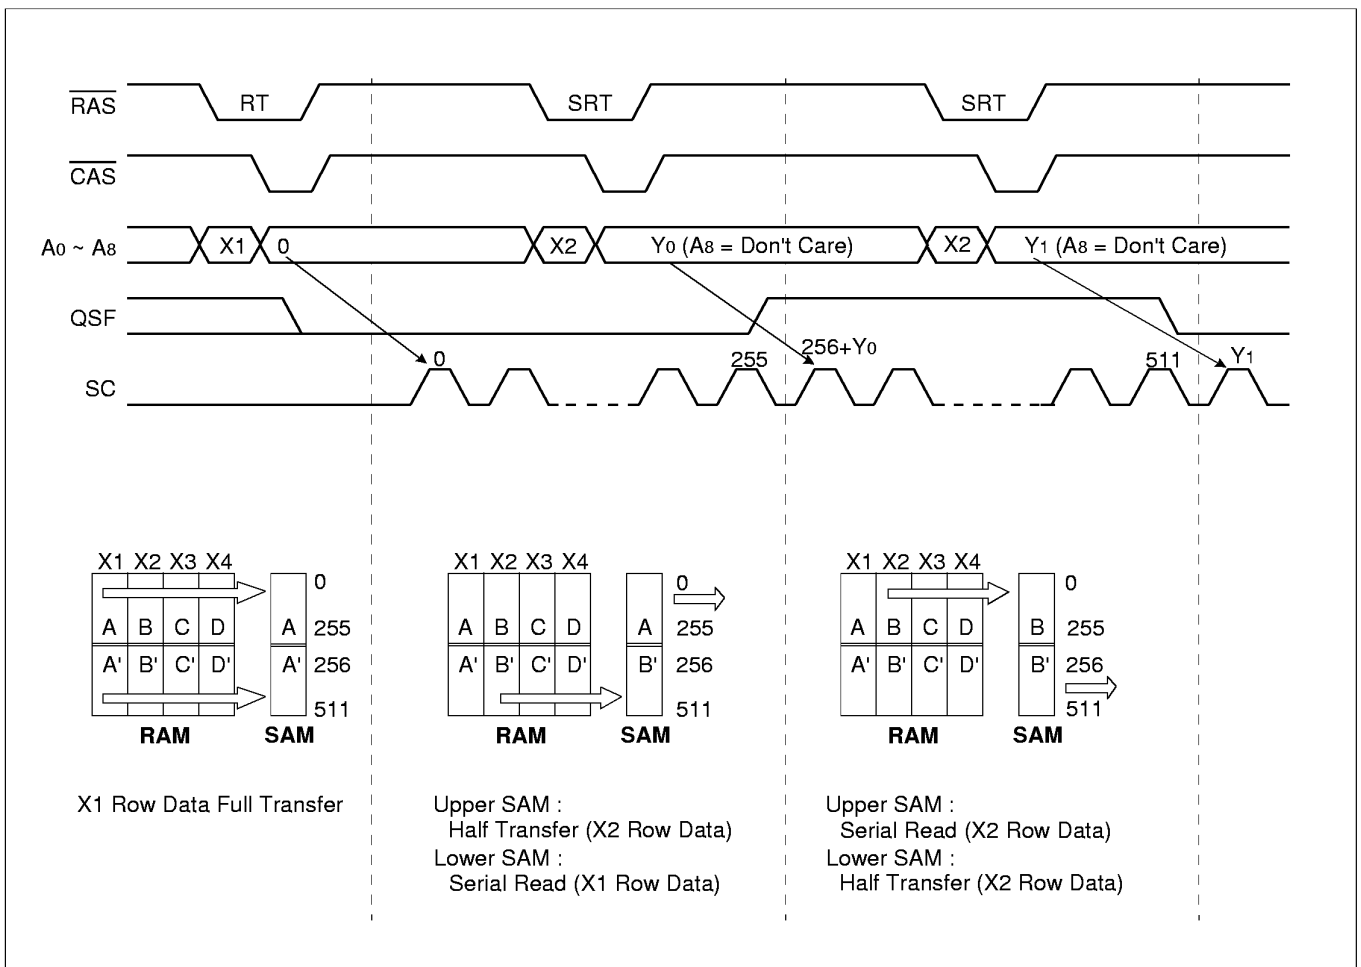 RAS RT SRT SRT
CAS
A0 ~ A8 X1 0 X2 Y0 (A8 = Don't Care) X2 Y1 (A8 = Don't Care)
QSF
SC 0 255 256+Y0 511 Y1
X1 X2 X3 X4
0
A B C D A 255
A' B' C' D' A' 256
511
RAM SAM
X1 Row Data Full Transfer
X1 X2 X3 X4
0
A B C D A 255
A' B' C' D' B' 256
511
RAM SAM
Upper SAM :
Half Transfer (X2 Row Data)
Lower SAM :
Serial Read (X1 Row Data)
X1 X2 X3 X4
0
A B C D B 255
A' B' C' D' B' 256
511
RAM SAM
Upper SAM :
Serial Read (X2 Row Data)
Lower SAM :
Half Transfer (X2 Row Data)